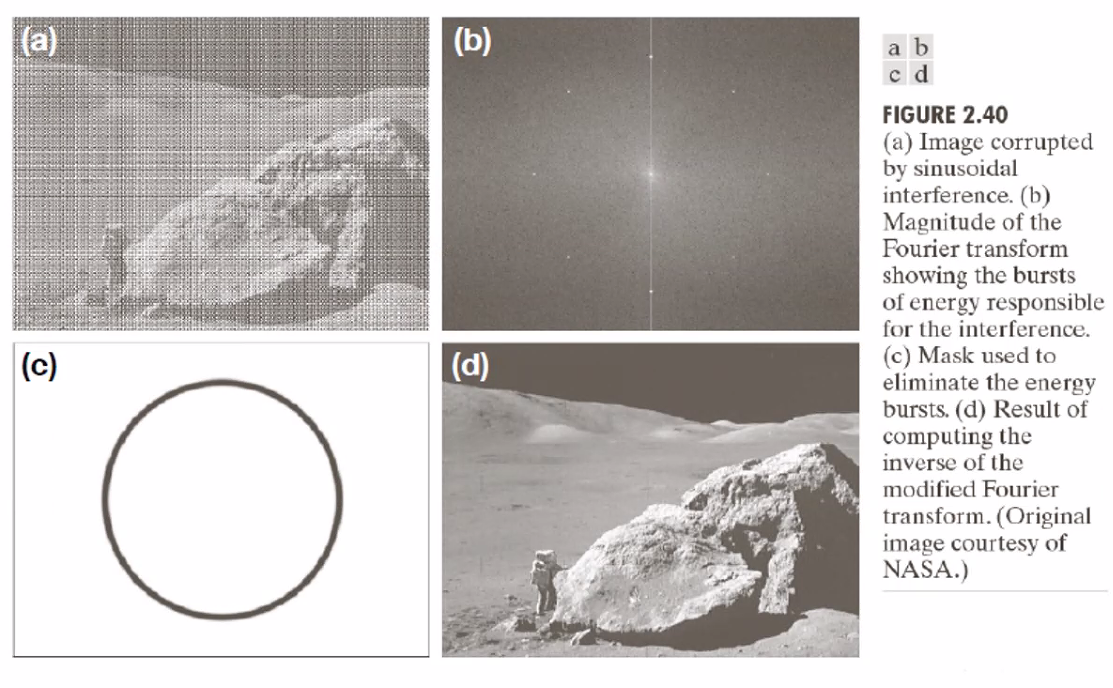 (a)
(b)
a b
c d
FIGURE 2.40
(a) Image corrupted
by sinusoidal
interference. (b)
Magnitude of the
Fourier transform
showing the bursts
of energy responsible
for the interference.
(c) Mask used to
eliminate the energy
bursts. (d) Result of
computing the
inverse of the
modified Fourier
transform. (Original
image courtesy of
NASA.)
(c)
(d)